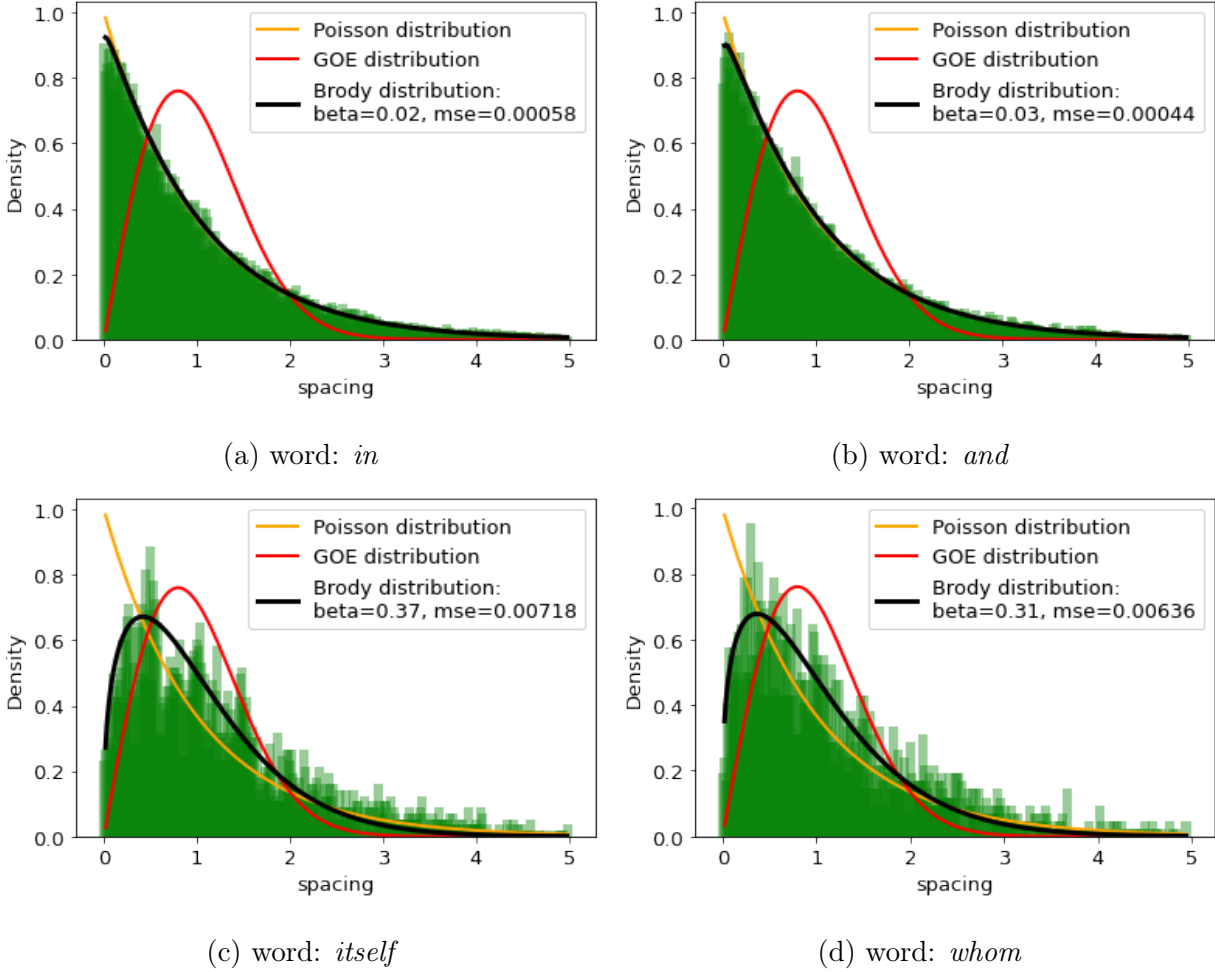 1.0
0.8
0.6
0.4
0.2
0.0
Density
0 1 2 3 4 5
spacing
Poisson distribution
GOE distribution
Brody distribution:
beta=0.02, mse=0.00058
(a) word: in
1.0
0.8
0.6
0.4
0.2
0.0
Density
0 1 2 3 4 5
spacing
Poisson distribution
GOE distribution
Brody distribution:
beta=0.03, mse=0.00044
(b) word: and
1.0
0.8
0.6
0.4
0.2
0.0
Density
0 1 2 3 4 5
spacing
Poisson distribution
GOE distribution
Brody distribution:
beta=0.37, mse=0.00718
(c) word: itself
1.0
0.8
0.6
0.4
0.2
0.0
Density
0 1 2 3 4 5
spacing
Poisson distribution
GOE distribution
Brody distribution:
beta=0.31, mse=0.00636
(d) word: whom